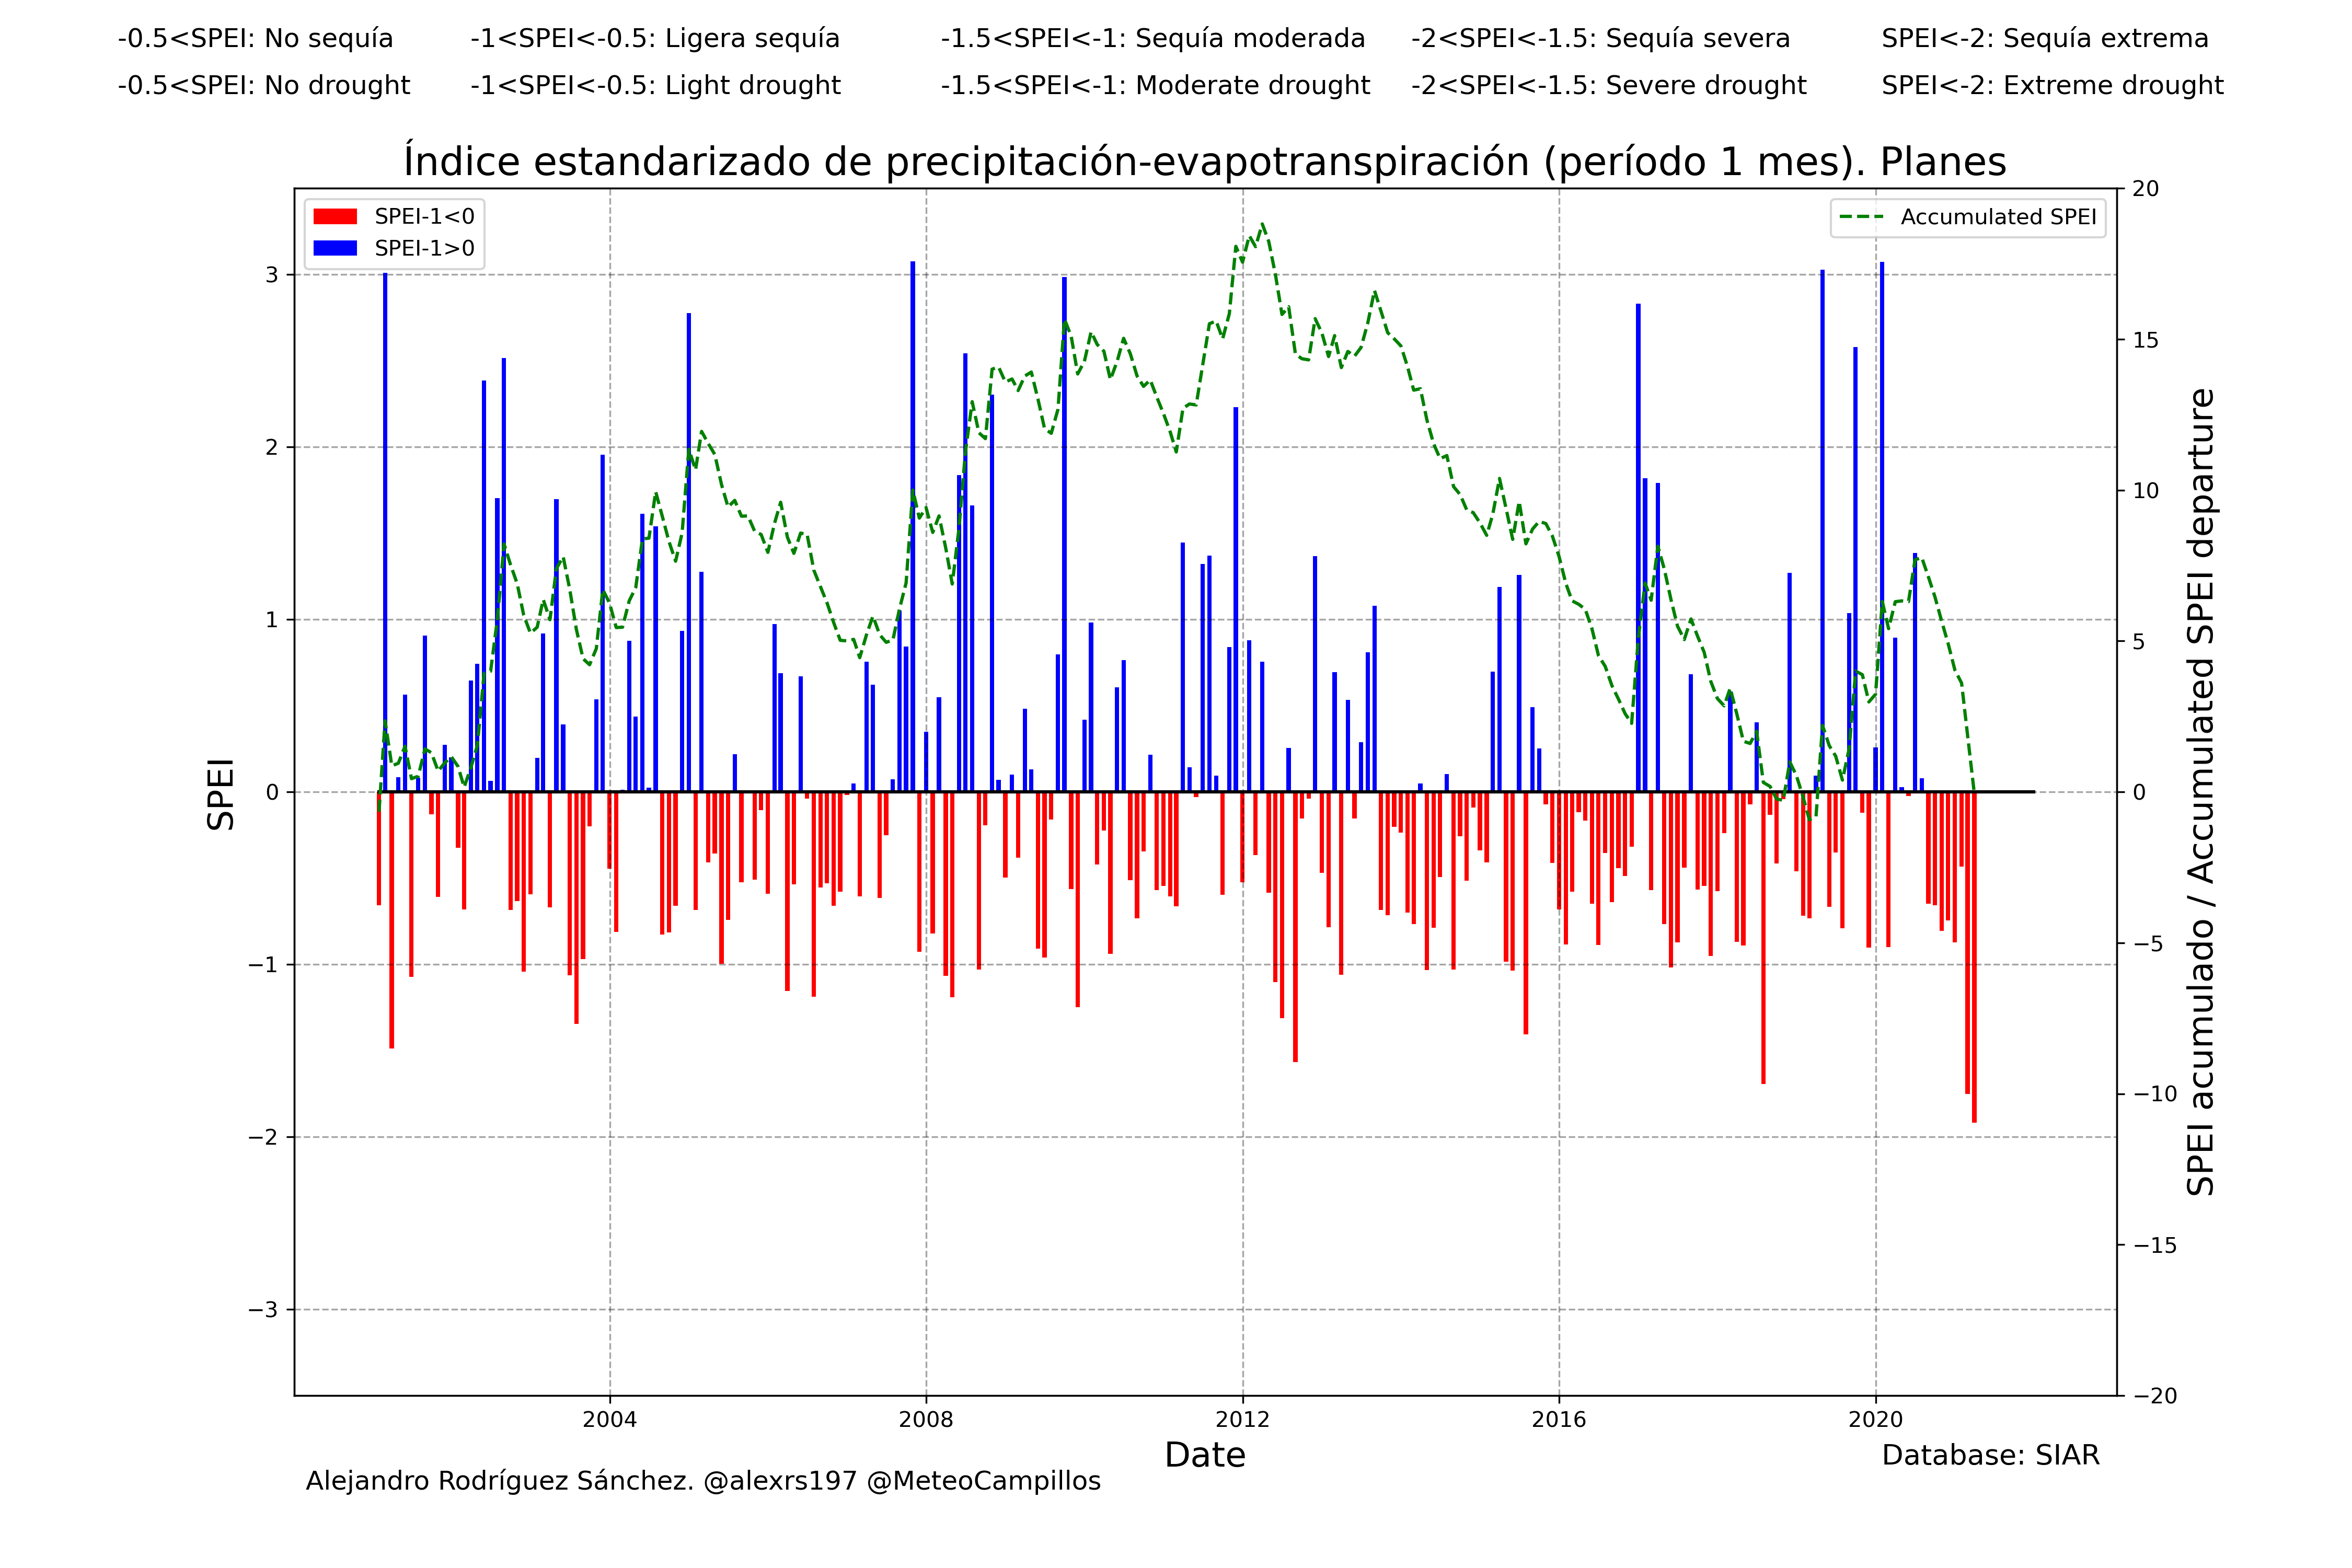 -0.5<SPEI: No sequía -1<SPEI<-0.5: Ligera sequía -1.5<SPEI<-1: Sequía moderada -2<SPEI<-1.5: Sequía severa SPEI<-2: Sequía extrema
-0.5<SPEI: No drought -1<SPEI<-0.5: Light drought -1.5<SPEI<-1: Moderate drought -2<SPEI<-1.5: Severe drought SPEI<-2: Extreme drought
Índice estandarizado de precipitación-evapotranspiración (período 1 mes). Planes
SPEI-1<0
SPEI-1>0
Accumulated SPEI
SPEI
3
2
1
0
−1
−2
−3
20
15
10
5
0
−5
−10
−15
−20
SPEI acumulado / Accumulated SPEI departure
2004 2008 2012 2016 2020
Date
Database: SIAR
Alejandro Rodríguez Sánchez. @alexrs197 @MeteoCampillos